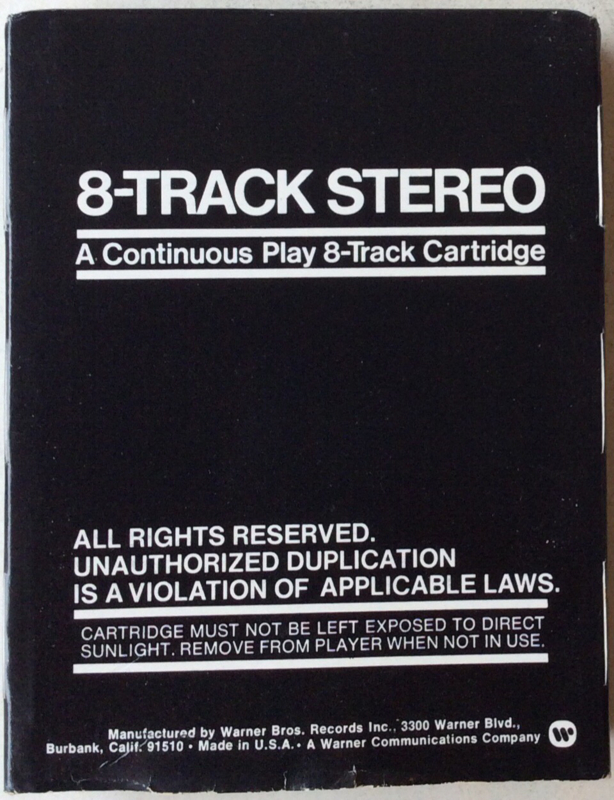 8-TRACK STEREO
A Continuous Play 8-Track Cartridge
ALL RIGHTS RESERVED.
UNAUTHORIZED DUPLICATION
IS A VIOLATION OF APPLICABLE LAWS.
CARTRIDGE MUST NOT BE LEFT EXPOSED TO DIRECT
SUNLIGHT. REMOVE FROM PLAYER WHEN NOT IN USE.
Manufactured by Warner Bros. Records Inc., 3300 Warner Blvd.,
Burbank, Calif. 91510 • Made in U.S.A. • A Warner Communications Company